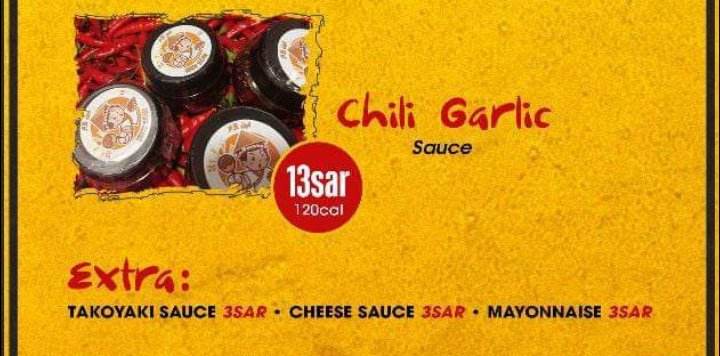 Chili Garlic
Sauce
13sar
120cal
Extra:
TAKOYAKI SAUCE 3SAR • CHEESE SAUCE 3SAR • MAYONNAISE 3SAR